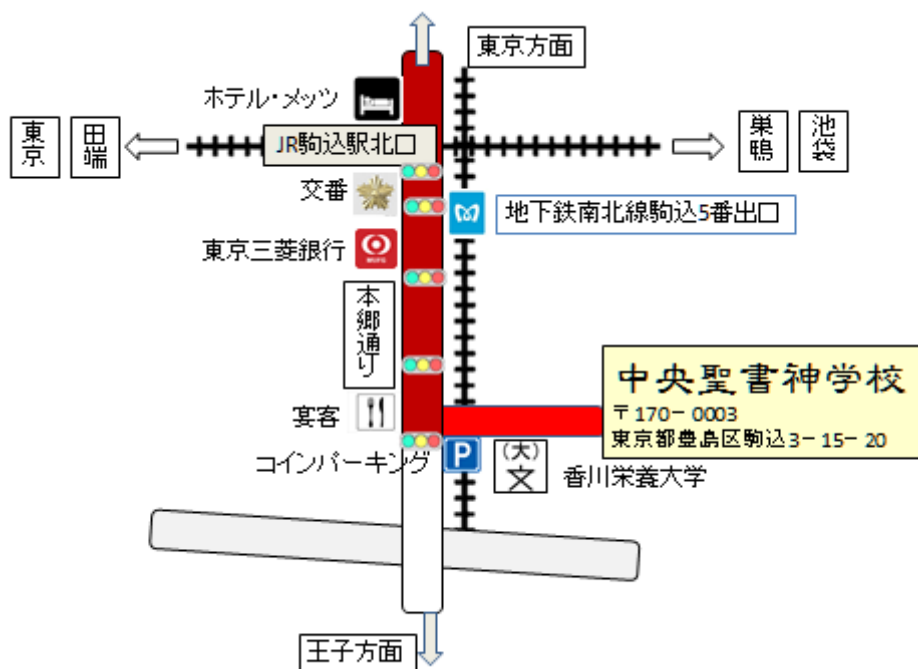 東京方面
ホテル・メッツ
東京
田端
JR駒込駅北口
巣鴨
池袋
交番
地下鉄南北線駒込5番出口
東京三菱銀行
MUFG
本郷通り
中央聖書神学校
〒170-0003
東京都豊島区駒込3-15-20
宴客
コインパーキング
P
(大)
文
香川栄養大学
王子方面